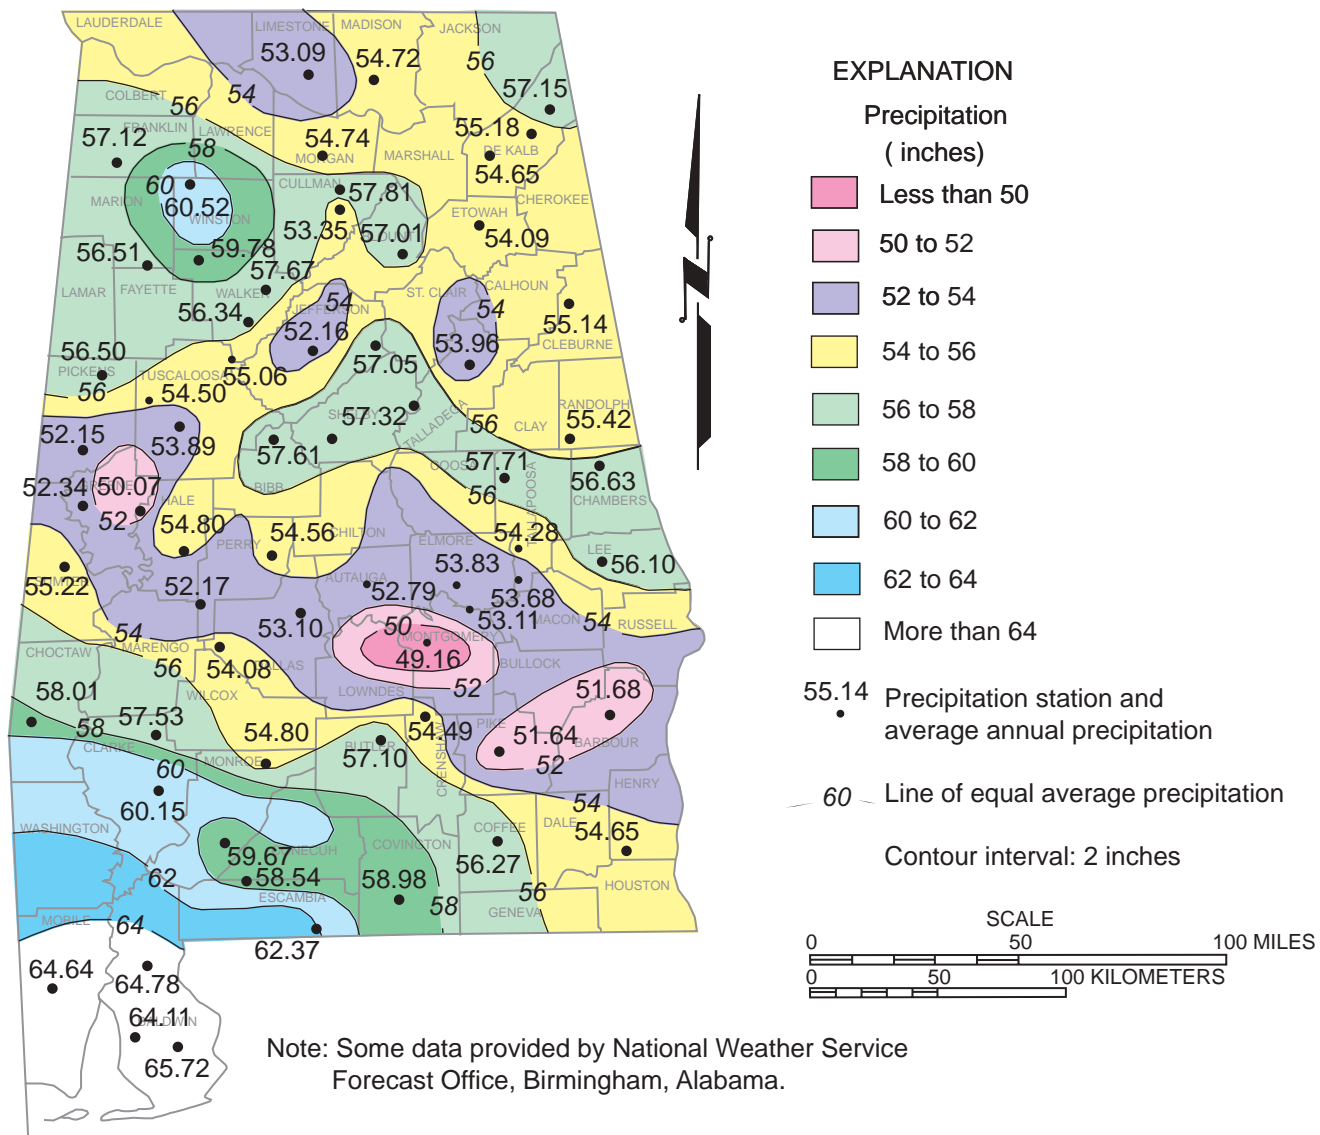 LAUDERDALE
LIMESTONE
MADISON
JACKSON
53.09
54.72
56
57.15
54
COLBERT
56
FRANKLIN
LAWRENCE
57.12
58
54.74
MORGAN
MARSHALL
55.18
DE KALB
54.65
60
60.52
WINSTON
MARION
CULLMAN
57.81
CHEROKEE
ETOWAH
54.09
53.35
57.01
56.51
59.78
57.67
LAMAR
FAYETTE
WALKER
56.34
JEFFERSON
54
52.16
ST. CLAIR
CALHOUN
54
53.96
55.14
CLEBURNE
56.50
PICKENS
56
TUSCALOOSA
55.06
54.50
57.05
SHELBY
57.32
TALLADEGA
56
CLAY
RANDOLPH
55.42
52.15
53.89
57.61
COOSA
57.71
TALLAPOOSA
56.63
CHAMBERS
52.34
50.07
52
HALE
BIBB
56
54.80
PERRY
54.56
CHILTON
ELMORE
54.28
LEE
56.10
55.22
52.17
AUTAUGA
52.79
53.83
53.68
53.11
MACON
54
RUSSELL
54
53.10
50
MONTGOMERY
49.16
CHOCTAW
MARENGO
56
54.08
DALLAS
BULLOCK
52
LOWNDES
58.01
WILCOX
51.68
57.53
58
CLARKE
54.80
BUTLER
57.10
54.49
CRENSHAW
PIKE
51.64
BARBOUR
52
60
MONROE
HENRY
60.15
54
WASHINGTON
COFFEE
DALE
54.65
59.67
COVINGTON
56.27
58.54
62
ESCAMBIA
58.98
58
56
HOUSTON
GENEVA
MOBILE
64
62.37
64.64
64.78
64.11
BALDWIN
65.72
EXPLANATION
Precipitation
( inches)
Less than 50
50 to 52
52 to 54
54 to 56
56 to 58
58 to 60
60 to 62
62 to 64
More than 64
55.14
Precipitation station and
average annual precipitation
60
Line of equal average precipitation
Contour interval: 2 inches
SCALE
0 50 100 MILES
0 50 100 KILOMETERS
Note: Some data provided by National Weather Service
Forecast Office, Birmingham, Alabama.